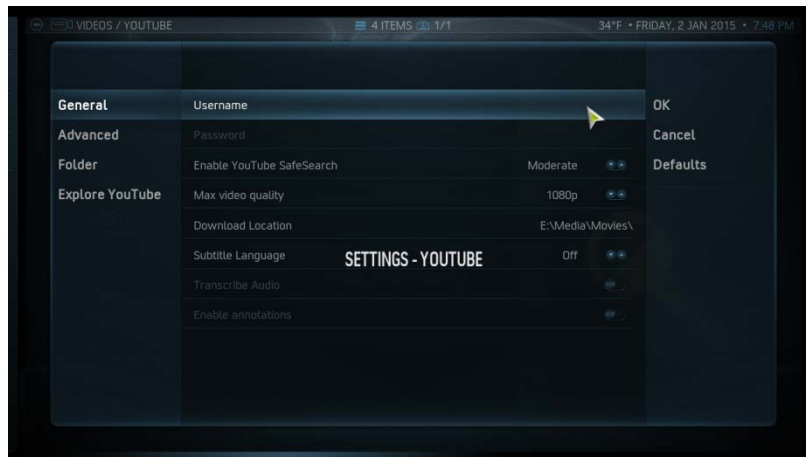 VIDEOS / YOUTUBE 4 ITEMS 1/1 34°F • FRIDAY, 2 JAN 2015 • 7:48 PM
General
Advanced
Folder
Explore YouTube
Username
Password
Enable YouTube SafeSearch Moderate
Max video quality 1080p
Download Location E:\Media\Movies\
Subtitle Language Off
SETTINGS - YOUTUBE
Transcribe Audio
Enable annotations
OK
Cancel
Defaults